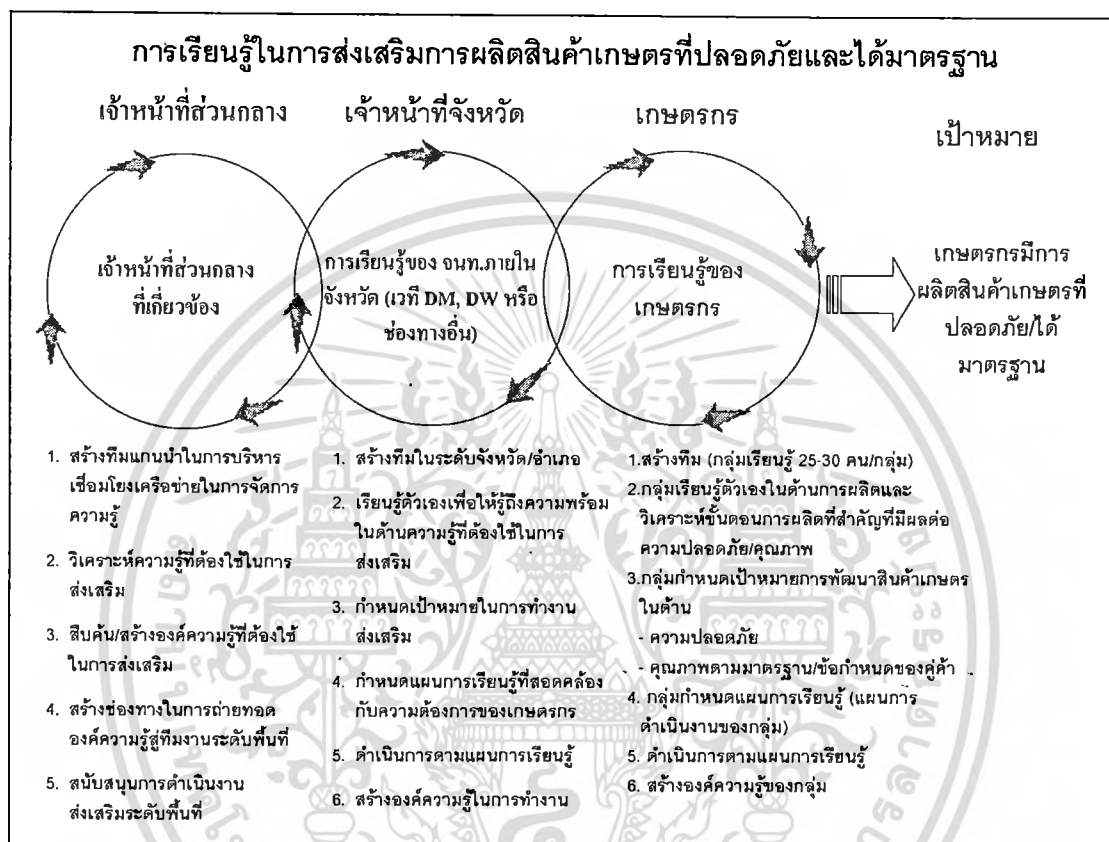 การเรียนรู้ในการส่งเสริมการผลิตสินค้าเกษตรที่ปลอดภัยและได้มาตรฐาน
เจ้าหน้าที่ส่วนกลาง
เจ้าหน้าที่จังหวัด
เกษตรกร
เป้าหมาย
เจ้าหน้าที่ส่วนกลาง
ที่เกี่ยวข้อง
การเรียนรู้ของ จนท.ภายใน
จังหวัด (เวที DM, DW หรือ
ช่องทางอื่น)
การเรียนรู้ของ
เกษตรกร
เกษตรกรมีการ
ผลิตสินค้าเกษตรที่
ปลอดภัย/ได้
มาตรฐาน
1. สร้างทีมแกนนำในการบริหาร
เชื่อมโยงเครือข่ายในการจัดการ
ความรู้
2. วิเคราะห์ความรู้ที่ต้องใช้ในการ
ส่งเสริม
3. สืบค้น/สร้างองค์ความรู้ที่ต้องใช้
ในการส่งเสริม
4. สร้างช่องทางในการถ่ายทอด
องค์ความรู้สู่ทีมงานระดับพื้นที่
5. สนับสนุนการดำเนินงาน
ส่งเสริมระดับพื้นที่
1. สร้างทีมในระดับจังหวัด/อำเภอ
2. เรียนรู้ตัวเองเพื่อให้รู้ถึงความพร้อม
ในด้านความรู้ที่ต้องใช้ในการ
ส่งเสริม
3. กำหนดเป้าหมายในการทำงาน
ส่งเสริม
4. กำหนดแผนการเรียนรู้ที่สอดคล้อง
กับความต้องการของเกษตรกร
5. ดำเนินการตามแผนการเรียนรู้
6. สร้างองค์ความรู้ในการทำงาน
1.สร้างทีม (กลุ่มเรียนรู้ 25-30 คน/กลุ่ม)
2.กลุ่มเรียนรู้ตัวเองในด้านการผลิตและ
วิเคราะห์ขั้นตอนการผลิตที่สำคัญที่มีผลต่อ
ความปลอดภัย/คุณภาพ
3.กลุ่มกำหนดเป้าหมายการพัฒนาสินค้าเกษตร
ในด้าน
- ความปลอดภัย
- คุณภาพตามมาตรฐาน/ข้อกำหนดของคู่ค้า
4. กลุ่มกำหนดแผนการเรียนรู้ (แผนการ
ดำเนินงานของกลุ่ม)
5. ดำเนินการตามแผนการเรียนรู้
6. สร้างองค์ความรู้ของกลุ่ม